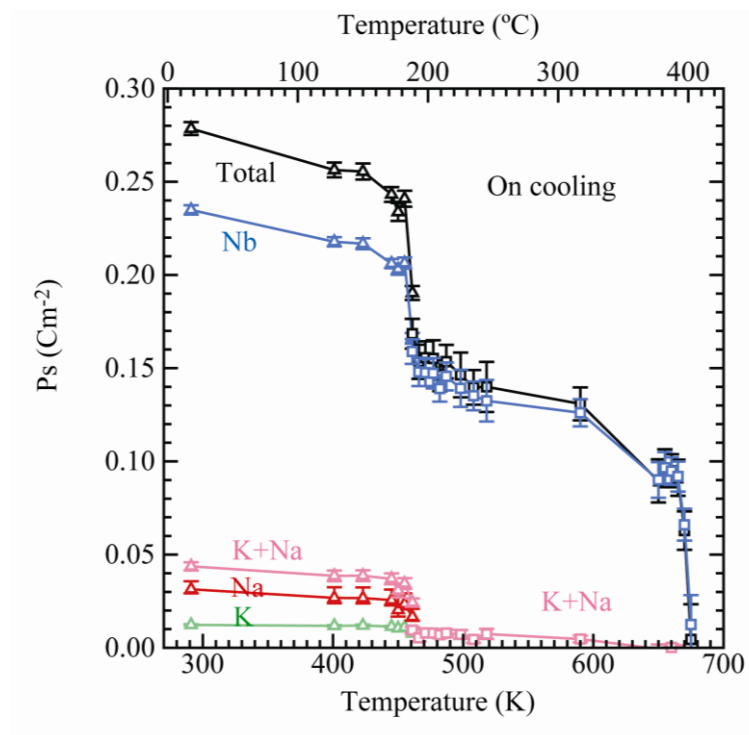 Temperature (ºC)
0 100 200 300 400
0.30
0.25
0.20
0.15
0.10
0.05
0.00
Ps (Cm-2)
Total
On cooling
Nb
K+Na
Na
K
K+Na
300 400 500 600 700
Temperature (K)